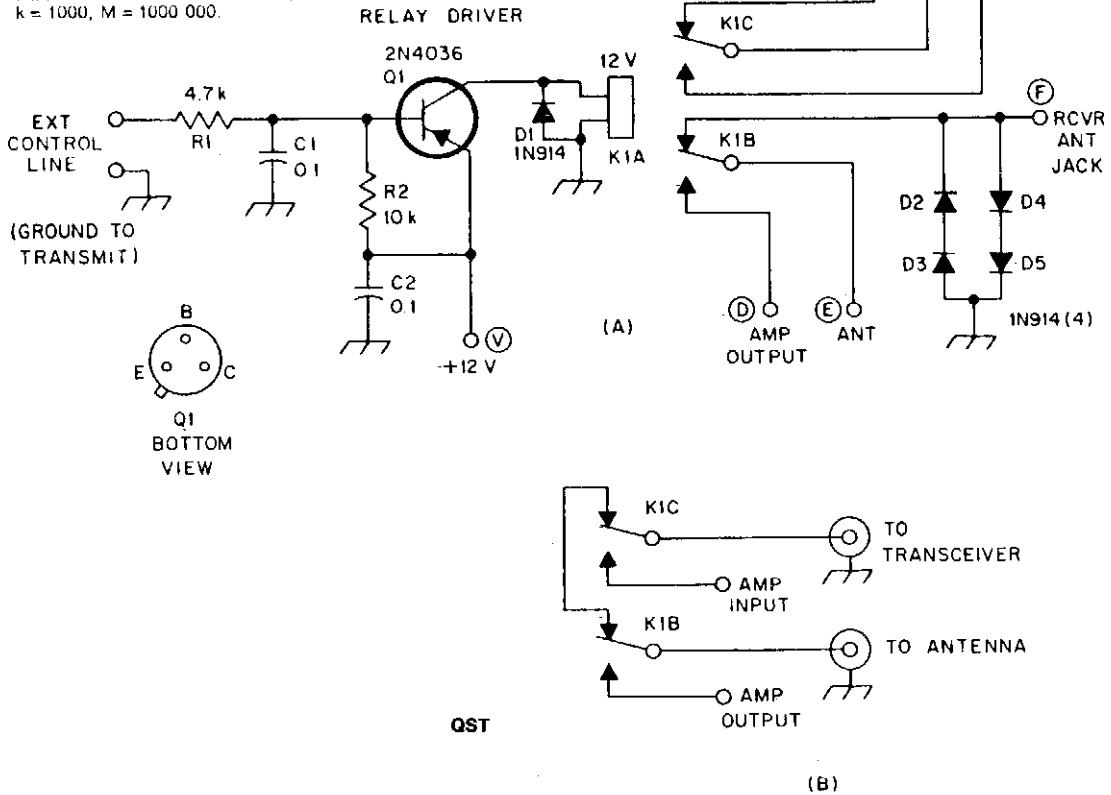 k = 1000, M = 1000 000.
RELAY DRIVER
2N4036
Q1
12 V
K1C
4.7k
R1
EXT
CONTROL
LINE
C1
0.1
D1
1N914
K1A
K1B
F
RCVR
ANT
JACK
R2
10k
D2
D4
(GROUND TO
TRANSMIT)
D3
D5
C2
0.1
1N914(4)
V
+12 V
(A)
D
AMP
OUTPUT
E
ANT
B
E
C
Q1
BOTTOM
VIEW
K1C
TO
TRANSCEIVER
AMP
INPUT
K1B
TO ANTENNA
AMP
OUTPUT
QST
(B)